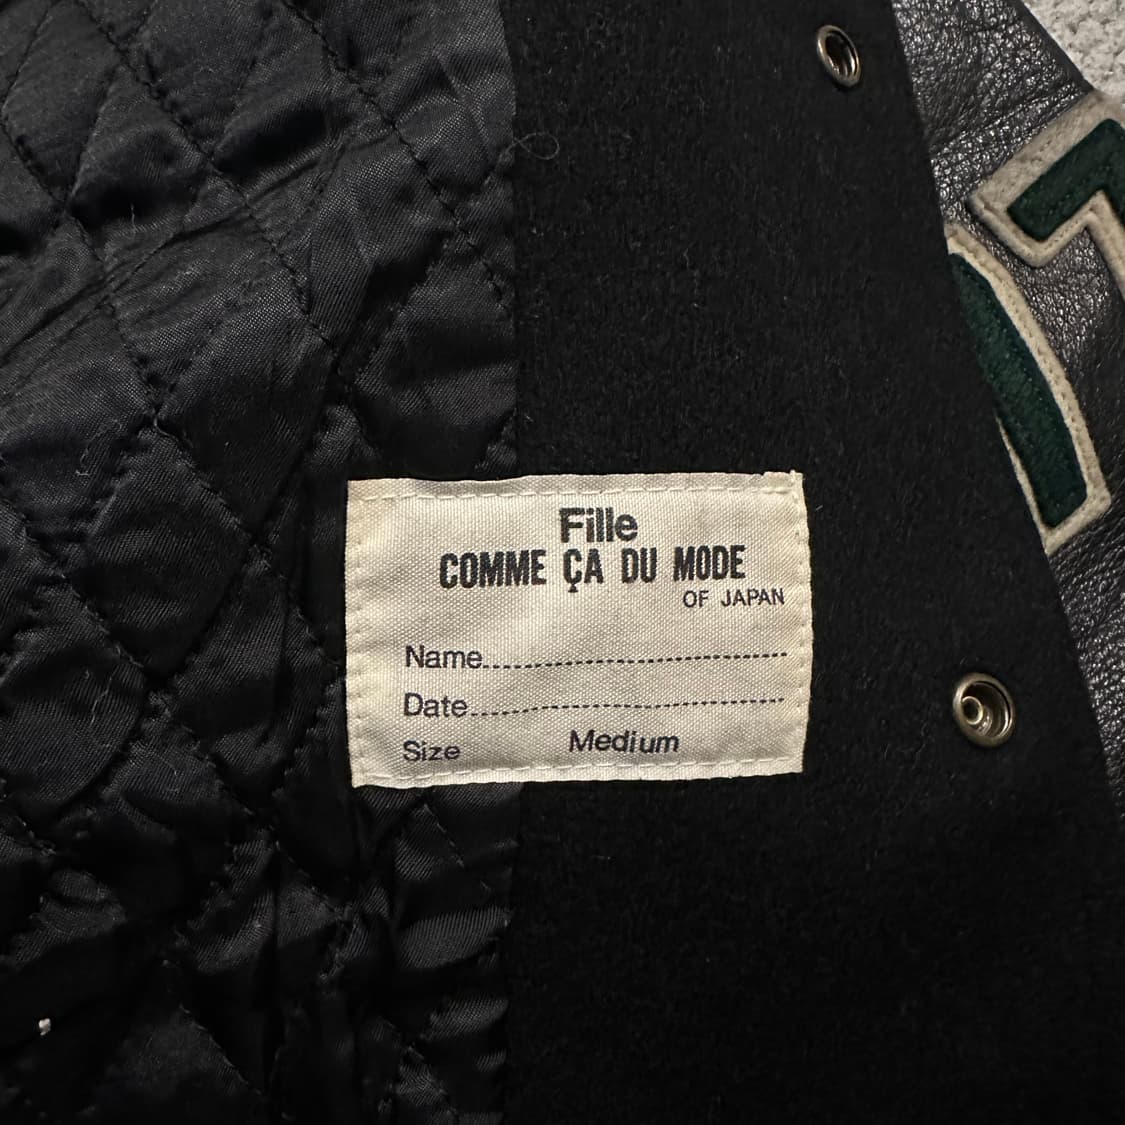 Fille
COMME ÇA DU MODE
OF JAPAN
Name
Date
Size Medium